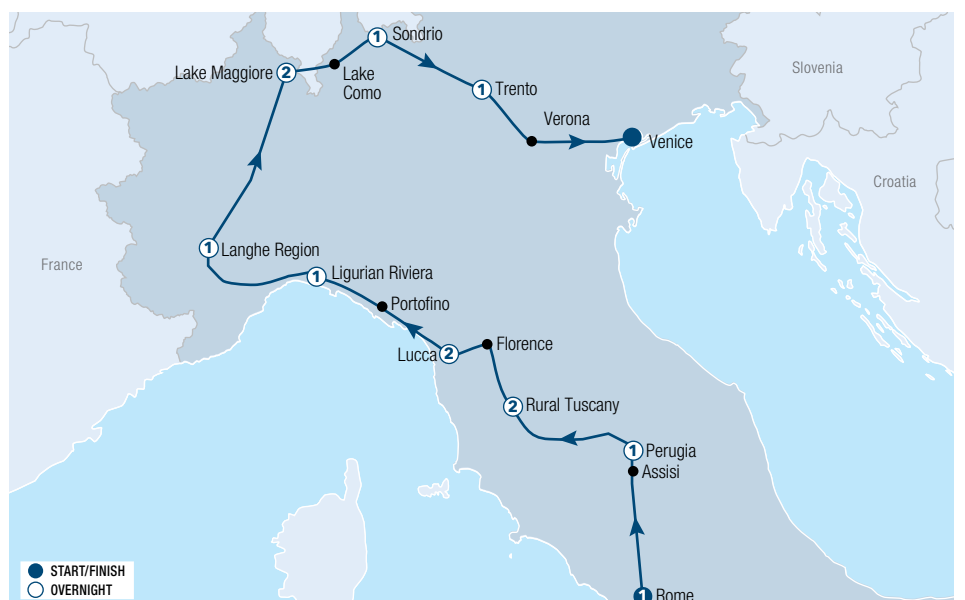 1
Sondrio
Slovenia
Lake Maggiore
2
Lake
Como
1
Trento
Verona
Venice
Croatia
1
Langhe Region
France
1
Ligurian Riviera
Portofino
Florence
Lucca
2
2
Rural Tuscany
1
Perugia
Assisi
START/FINISH
OVERNIGHT
1
Rome